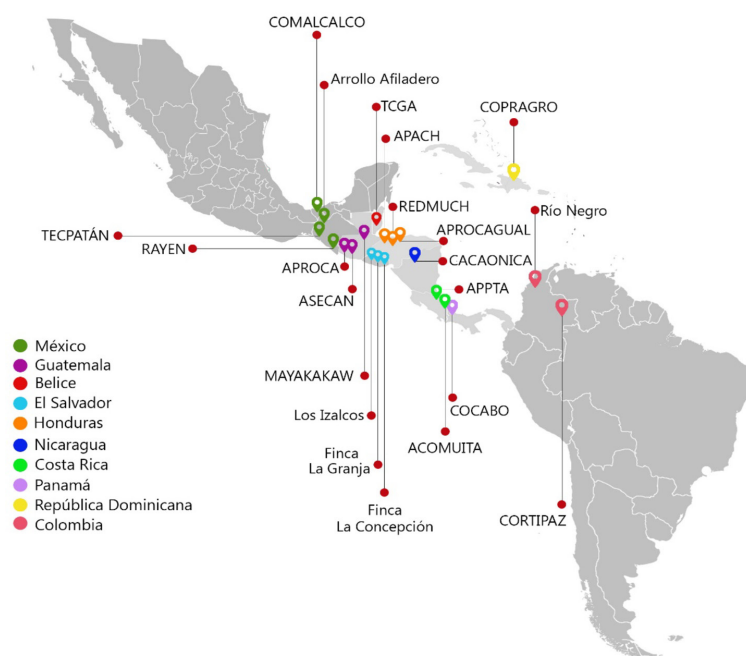 COMALCALCO
Arrollo Afiladero
TCGA
COPRAGRO
APACH
REDMUCH
Río Negro
TECPATÁN
APROCAGUAL
RAYEN
CACAONICA
APROCA
APPTA
ASECAN
México
Guatemala
MAYAKAKAW
Belice
El Salvador
COCABO
Los Izalcos
Honduras
Nicaragua
ACOMUITA
Finca
La Granja
Costa Rica
Panamá
República Dominicana
Finca
La Concepción
CORTIPAZ
Colombia